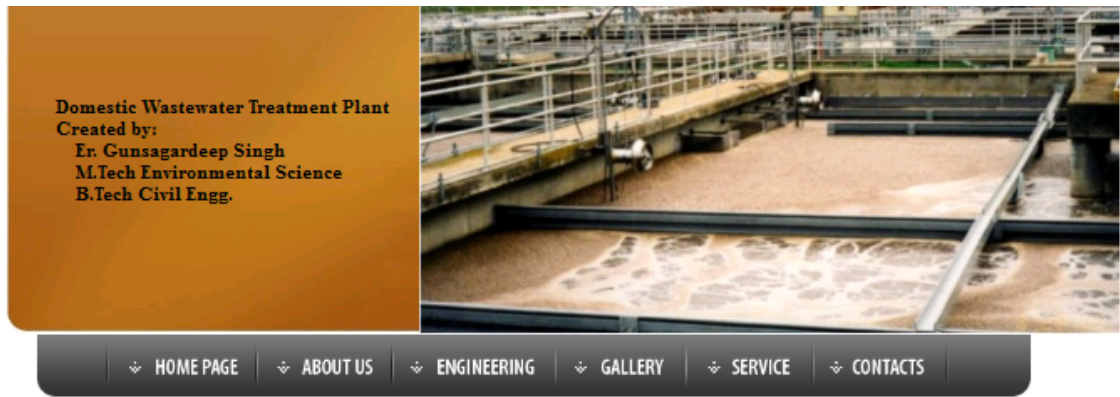 Domestic Wastewater Treatment Plant
Created by:
Er. Gunsagardeep Singh
M.Tech Environmental Science
B.Tech Civil Engg.
HOME PAGE ABOUT US ENGINEERING GALLERY SERVICE CONTACTS